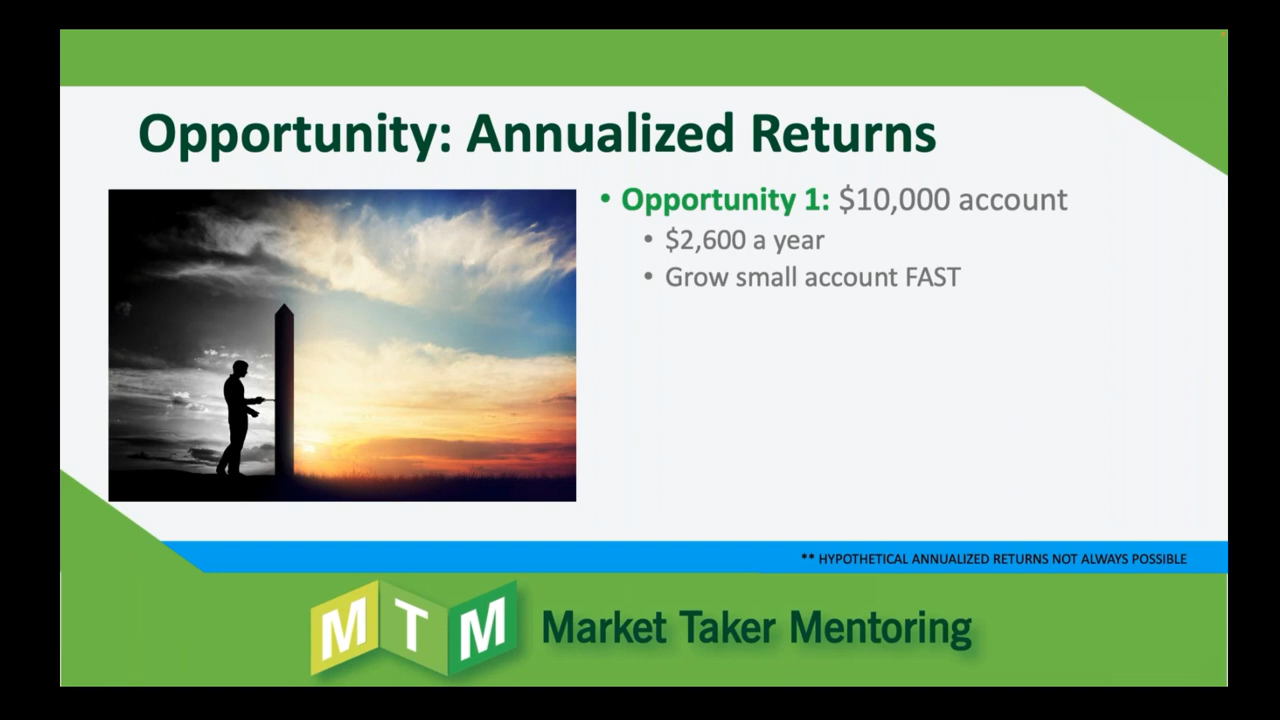 Opportunity: Annualized Returns
• Opportunity 1: $10,000 account
• $2,600 a year
• Grow small account FAST
** HYPOTHETICAL ANNUALIZED RETURNS NOT ALWAYS POSSIBLE
MTM Market Taker Mentoring